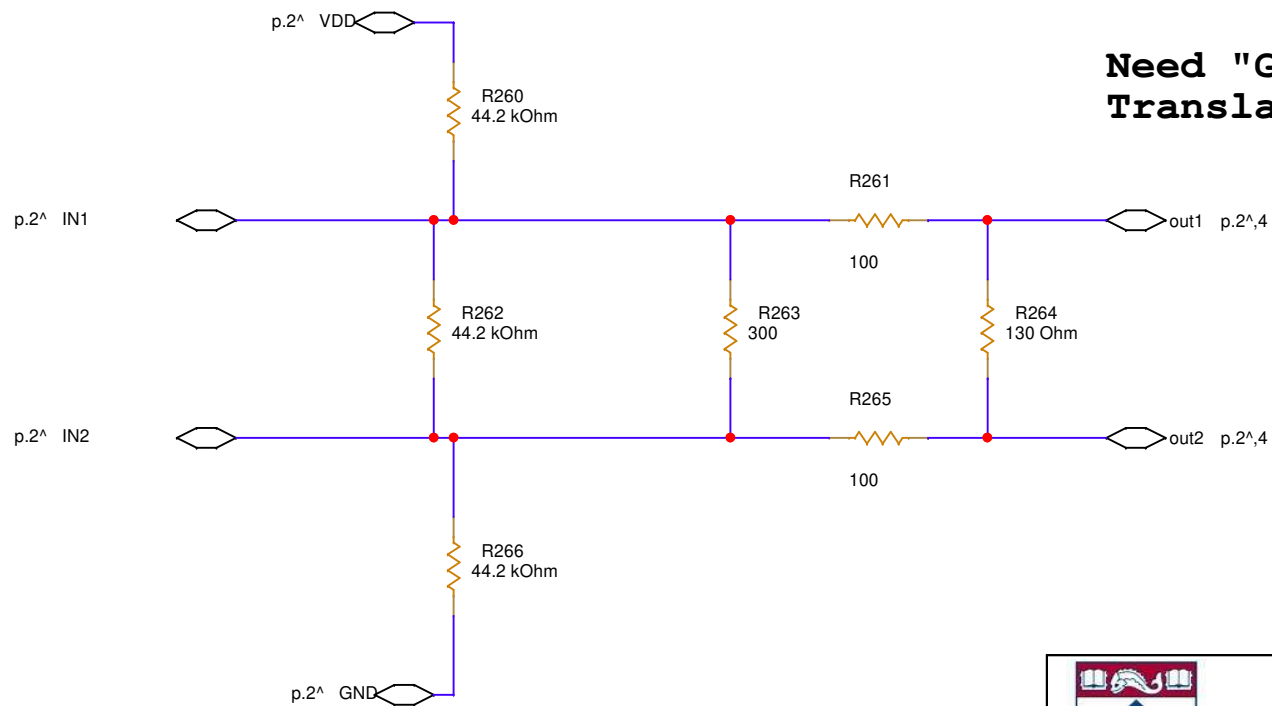 p.2^ VDD
Need "G
Transla
R260
44.2 kOhm
R261
p.2^ IN1
out1 p.2^,4
100
R262
44.2 kOhm
R263
300
R264
130 Ohm
R265
p.2^ IN2
out2 p.2^,4
100
R266
44.2 kOhm
p.2^ GND